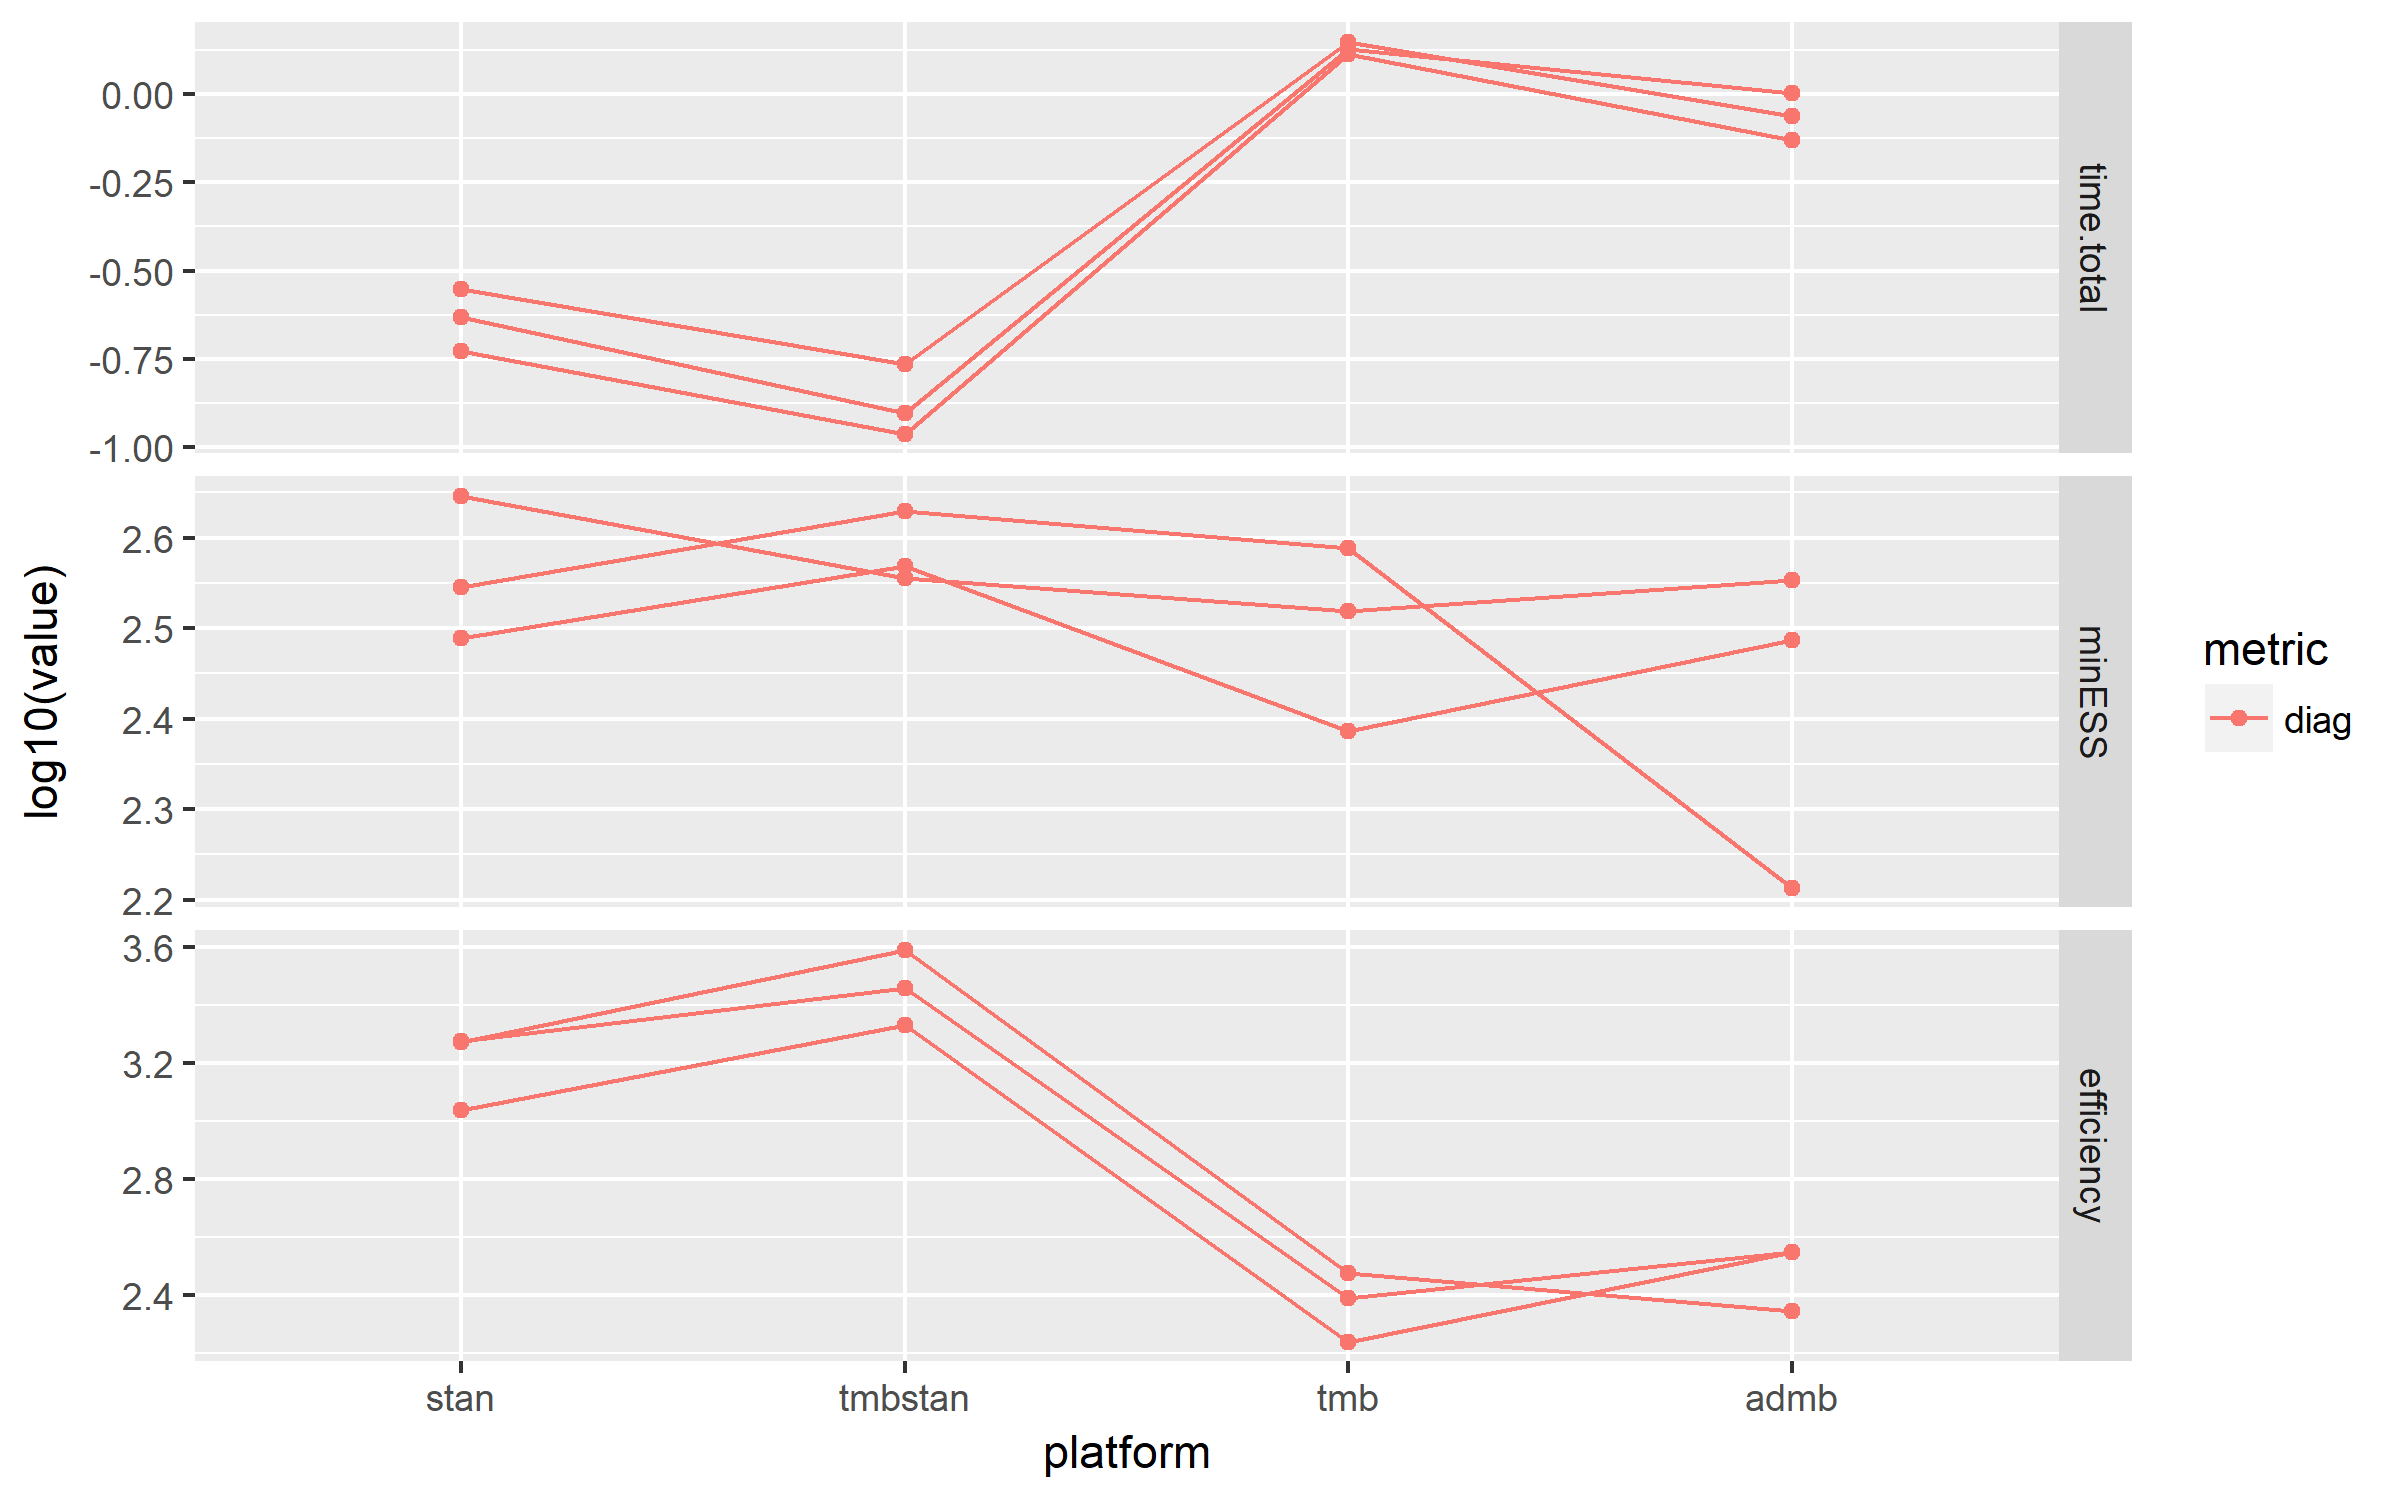 0.00
-0.25
-0.50
-0.75
-1.00
time.total
2.6
2.5
2.4
2.3
2.2
minESS
3.6
3.2
2.8
2.4
efficiency
log10(value)
stan tmbstan tmb admb
platform
metric
diag